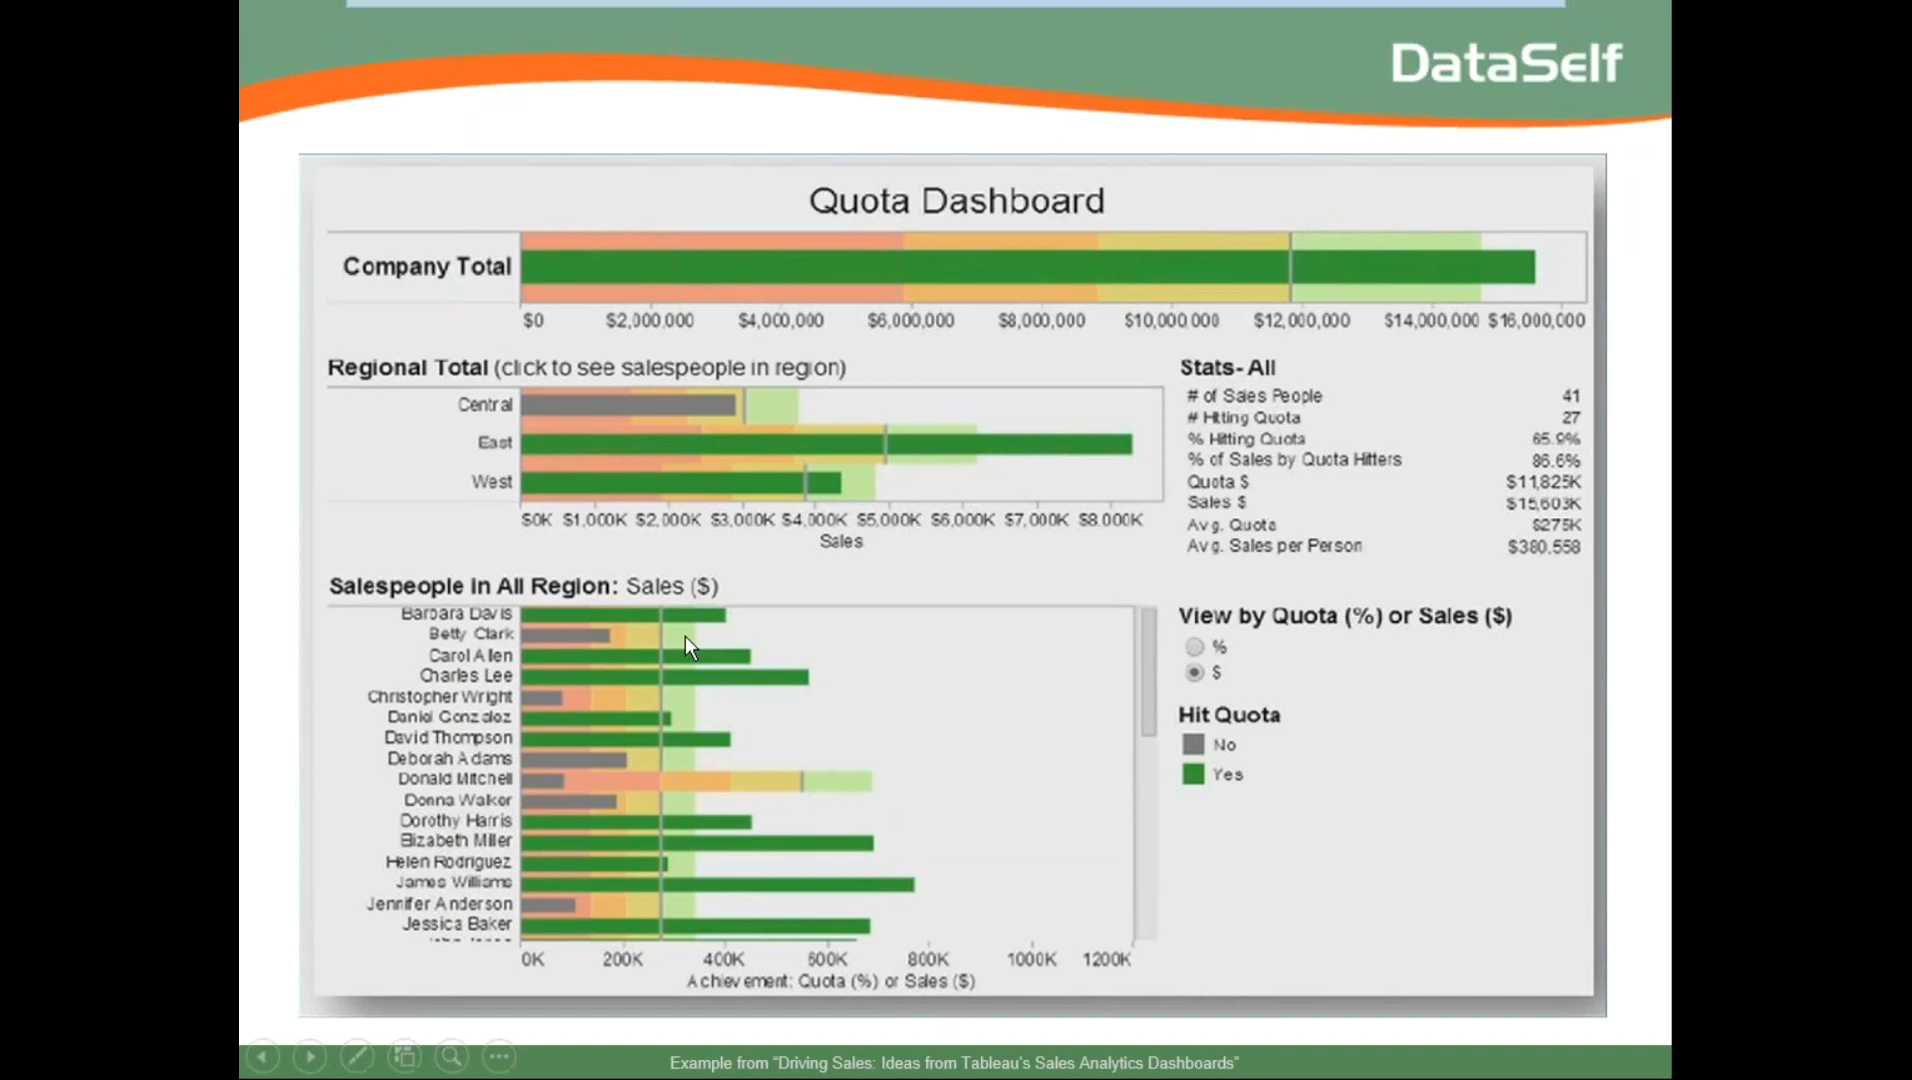 DataSelf
Quota Dashboard
Company Total
$0 $2,000,000 $4,000,000 $6,000,000 $8,000,000 $10,000,000 $12,000,000 $14,000,000 $16,000,000
Regional Total (click to see salespeople in region)
Central
East
West
$0K $1,000K $2,000K $3,000K $4,000K $5,000K $6,000K $7,000K $8,000K
Sales
Stats- All
# of Sales People 41
# Hitting Quota 27
% Hitting Quota 65.9%
% of Sales by Quota Hitters 86.6%
Quota $ $11,825K
Sales $ $15,603K
Avg. Quota $275K
Avg. Sales per Person $380,558
Salespeople in All Region: Sales ($)
Barbara Davis
Betty Clark
Carol Allen
Charles Lee
Christopher Wright
Daniel Gonzalez
David Thompson
Deborah Adams
Donald Mitchell
Donna Walker
Dorothy Harris
Elizabeth Miller
Helen Rodriguez
James Williams
Jennifer Anderson
Jessica Baker
0K 200K 400K 600K 800K 1000K 1200K
Achievement: Quota (%) or Sales ($)
View by Quota (%) or Sales ($)
%
$
Hit Quota
No
Yes
Example from “Driving Sales: Ideas from Tableau’s Sales Analytics Dashboards”